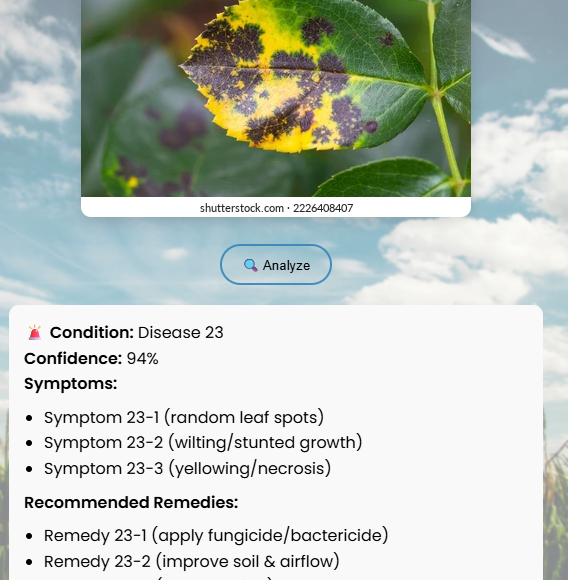 shutterstock.com · 2226408407
Analyze
Condition: Disease 23
Confidence: 94%
Symptoms:
Symptom 23-1 (random leaf spots)
Symptom 23-2 (wilting/stunted growth)
Symptom 23-3 (yellowing/necrosis)
Recommended Remedies:
Remedy 23-1 (apply fungicide/bactericide)
Remedy 23-2 (improve soil & airflow)